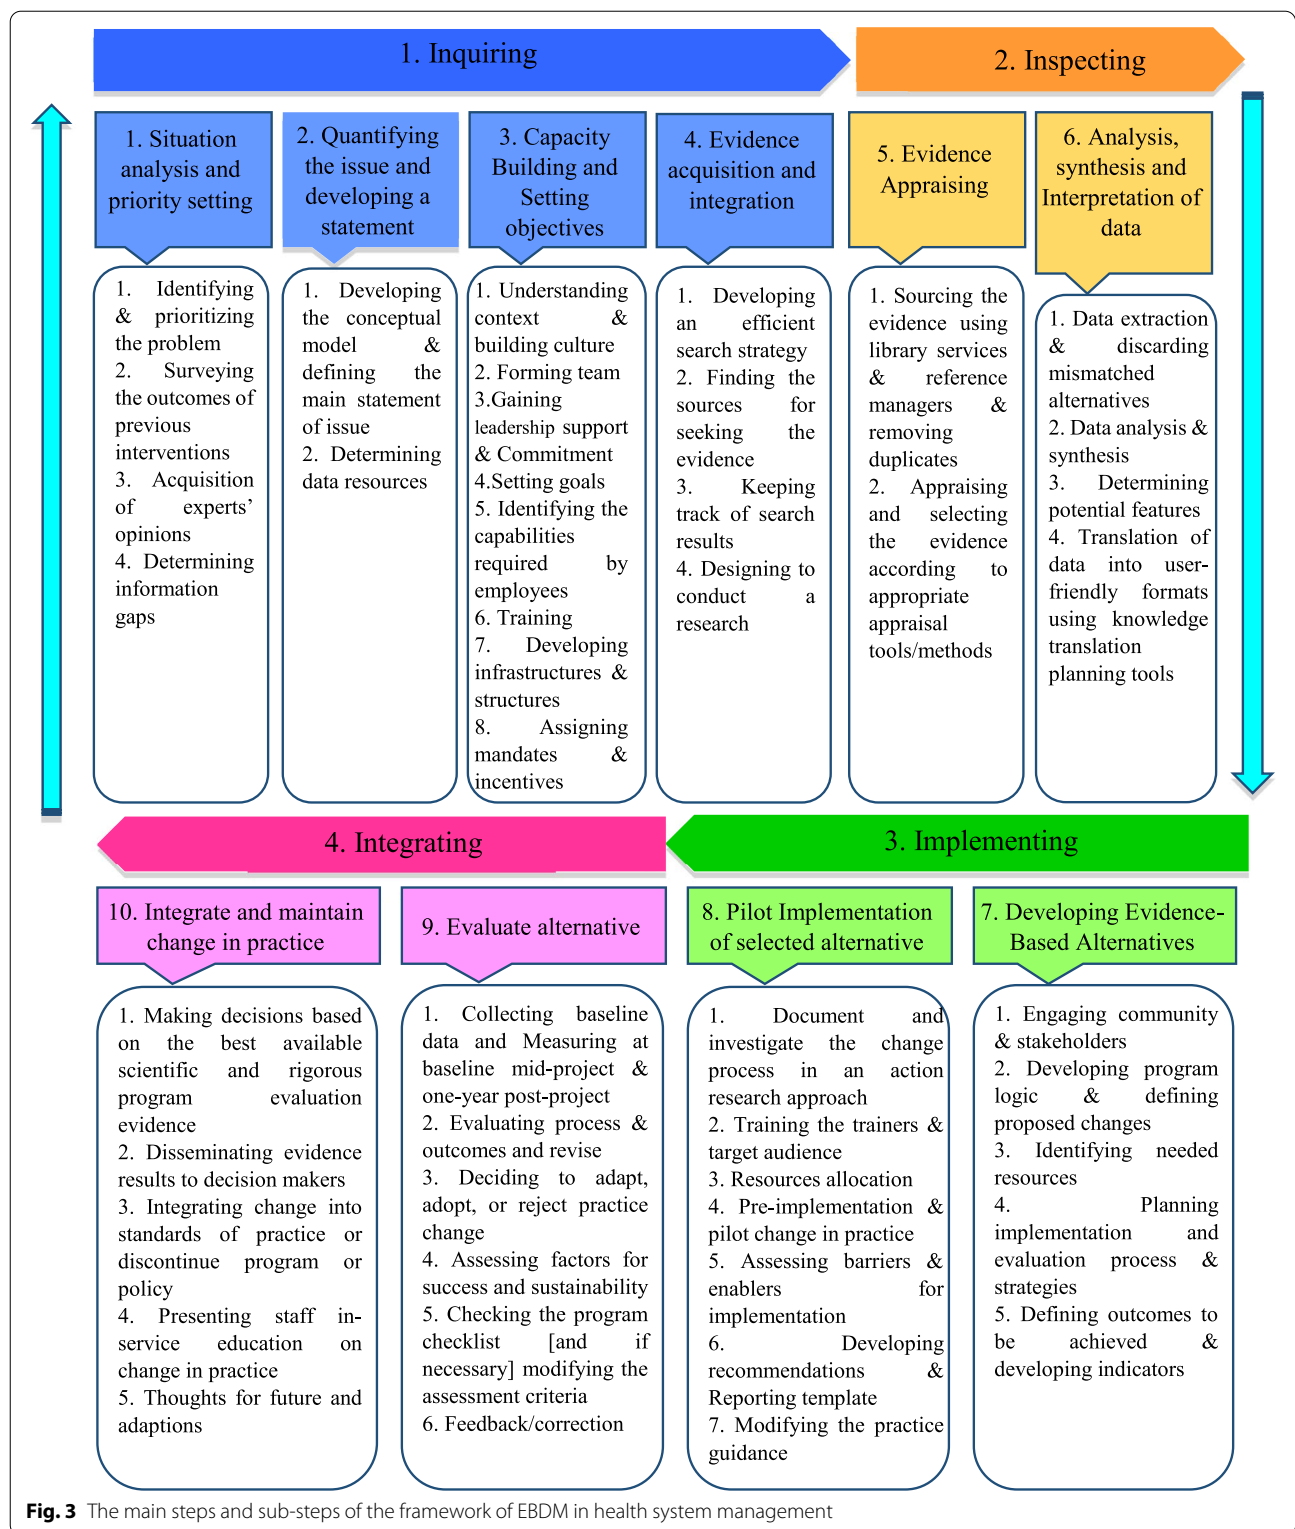 1. Inquiring
2. Inspecting
1. Situation
analysis and
priority setting
2. Quantifying
the issue and
developing a
statement
3. Capacity
Building and
Setting
objectives
4. Evidence
acquisition and
integration
5. Evidence
Appraising
6. Analysis,
synthesis and
Interpretation of
data
1. Identifying
& prioritizing
the problem
2. Surveying
the outcomes of
previous
interventions
3. Acquisition
of experts’
opinions
4. Determining
information
gaps
1. Developing
the conceptual
model &
defining the
main statement
of issue
2. Determining
data resources
1. Understanding
context &
building culture
2. Forming team
3.Gaining
leadership support
& Commitment
4.Setting goals
5. Identifying the
capabilities
required by
employees
6. Training
7. Developing
infrastructures &
structures
8. Assigning
mandates &
incentives
1. Developing
an efficient
search strategy
2. Finding the
sources for
seeking the
evidence
3. Keeping
track of search
results
4. Designing to
conduct a
research
1. Sourcing the
evidence using
library services
& reference
managers &
removing
duplicates
2. Appraising
and selecting
the evidence
according to
appropriate
appraisal
tools/methods
1. Data extraction
& discarding
mismatched
alternatives
2. Data analysis &
synthesis
3. Determining
potential features
4. Translation of
data into user-
friendly formats
using knowledge
translation
planning tools
4. Integrating
3. Implementing
10. Integrate and maintain
change in practice
9. Evaluate alternative
8. Pilot Implementation
of selected alternative
7. Developing Evidence-
Based Alternatives
1. Making decisions based
on the best available
scientific and rigorous
program evaluation
evidence
2. Disseminating evidence
results to decision makers
3. Integrating change into
standards of practice or
discontinue program or
policy
4. Presenting staff in-
service education on
change in practice
5. Thoughts for future and
adaptions
1. Collecting baseline
data and Measuring at
baseline mid-project &
one-year post-project
2. Evaluating process &
outcomes and revise
3. Deciding to adapt,
adopt, or reject practice
change
4. Assessing factors for
success and sustainability
5. Checking the program
checklist [and if
necessary] modifying the
assessment criteria
6. Feedback/correction
1. Document and
investigate the change
process in an action
research approach
2. Training the trainers &
target audience
3. Resources allocation
4. Pre-implementation &
pilot change in practice
5. Assessing barriers &
enablers for
implementation
6. Developing
recommendations &
Reporting template
7. Modifying the practice
guidance
1. Engaging community
& stakeholders
2. Developing program
logic & defining
proposed changes
3. Identifying needed
resources
4. Planning
implementation and
evaluation process &
strategies
5. Defining outcomes to
be achieved &
developing indicators
Fig. 3 The main steps and sub-steps of the framework of EBDM in health system management